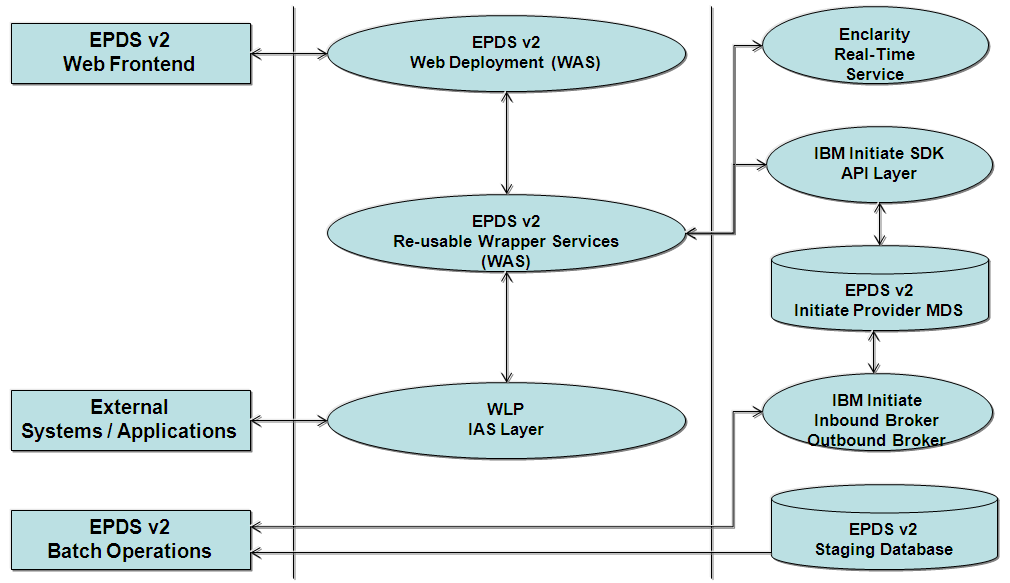 EPDS v2
Web Frontend
EPDS v2
Web Deployment (WAS)
Enclarity
Real-Time
Service
IBM Initiate SDK
API Layer
EPDS v2
Re-usable Wrapper Services
(WAS)
EPDS v2
Initiate Provider MDS
External
Systems / Applications
WLP
IAS Layer
IBM Initiate
Inbound Broker
Outbound Broker
EPDS v2
Batch Operations
EPDS v2
Staging Database